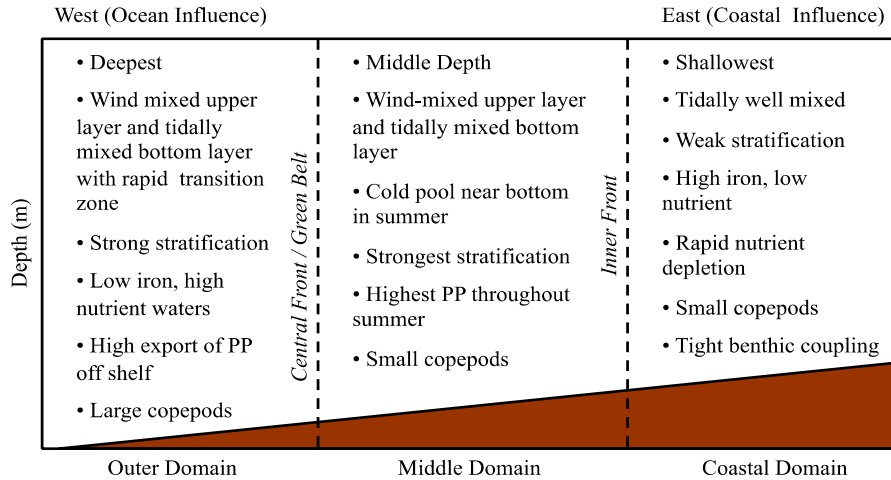 West (Ocean Influence)
East (Coastal Influence)
• Deepest
• Wind mixed upper
layer and tidally
mixed bottom layer
with rapid transition
zone
• Strong stratification
• Low iron, high
nutrient waters
• High export of PP
off shelf
• Large copepods
• Middle Depth
• Wind-mixed upper layer
and tidally mixed bottom
layer
• Cold pool near bottom
in summer
• Strongest stratification
• Highest PP throughout
summer
• Small copepods
• Shallowest
• Tidally well mixed
• Weak stratification
• High iron, low
nutrient
• Rapid nutrient
depletion
• Small copepods
• Tight benthic coupling
Depth (m)
Central Front / Green Belt
Inner Front
Outer Domain
Middle Domain
Coastal Domain